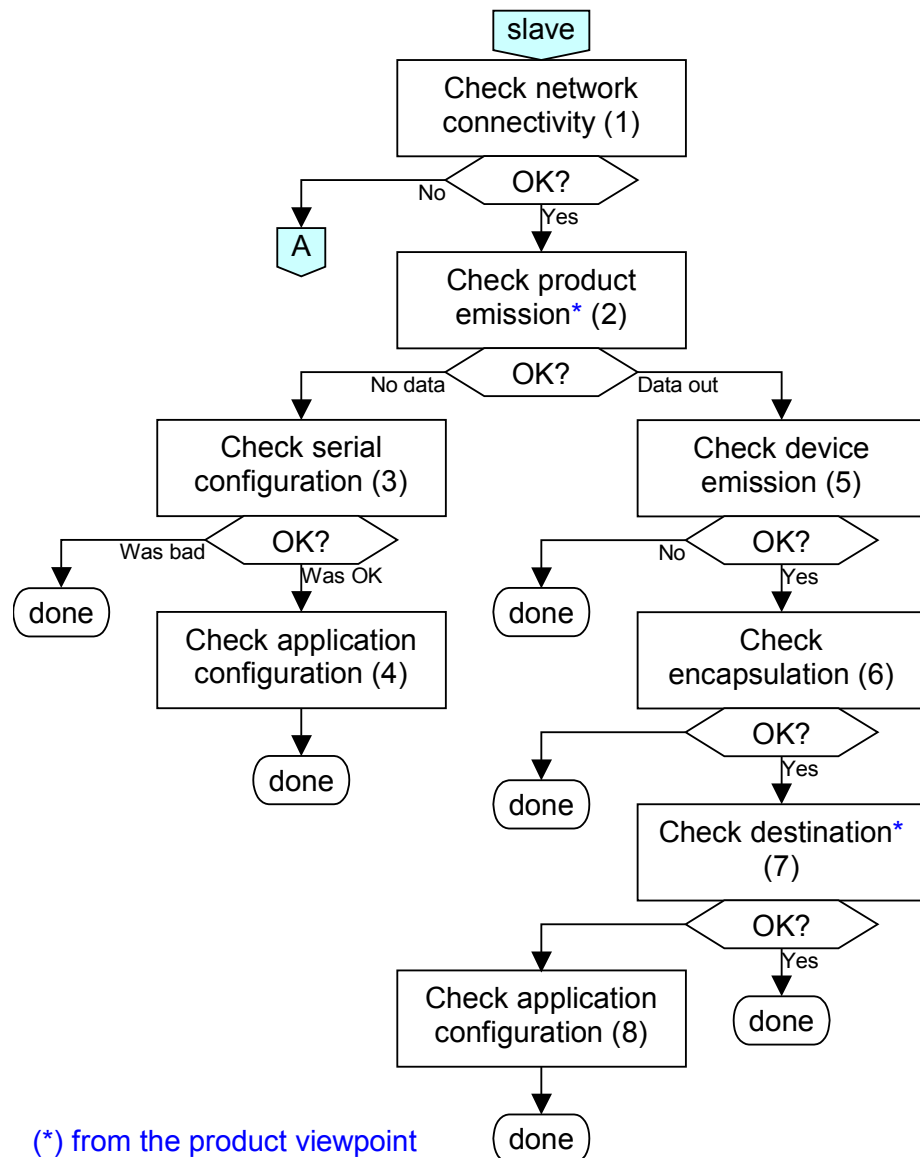 slave
Check network
connectivity (1)
OK?
No
Yes
A
Check product
emission* (2)
OK?
No data
Data out
Check serial
configuration (3)
Check device
emission (5)
OK?
Was bad
Was OK
OK?
No
Yes
done
done
Check application
configuration (4)
Check
encapsulation (6)
OK?
Yes
done
done
Check destination*
(7)
OK?
Yes
Check application
configuration (8)
done
done
(*) from the product viewpoint